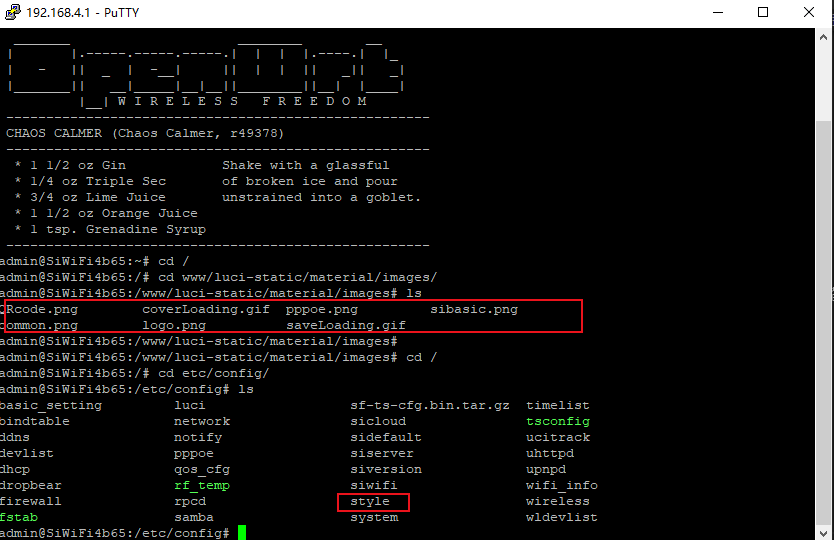 192.168.4.1 - PuTTY
OpenWrt
W I R E L E S S   F R E E D O M
-----------------------------------------------------
CHAOS CALMER (Chaos Calmer, r49378)
-----------------------------------------------------
* 1 1/2 oz Gin             Shake with a glassful
* 1/4 oz Triple Sec        of broken ice and pour
* 3/4 oz Lime Juice        unstrained into a goblet.
* 1 1/2 oz Orange Juice
* 1 tsp. Grenadine Syrup
-----------------------------------------------------
admin@SiWiFi4b65:~# cd /
admin@SiWiFi4b65:/# cd www/luci-static/material/images/
admin@SiWiFi4b65:/www/luci-static/material/images# ls
QRcode.png        coverLoading.gif  pppoe.png         sibasic.png
common.png        logo.png          saveLoading.gif
admin@SiWiFi4b65:/www/luci-static/material/images#
admin@SiWiFi4b65:/www/luci-static/material/images# cd /
admin@SiWiFi4b65:/# cd etc/config/
admin@SiWiFi4b65:/etc/config# ls
basic_setting         luci                  sf-ts-cfg.bin.tar.gz  timelist
bindtable             network               sicloud               tsconfig
ddns                  notify                sidefault             ucitrack
devlist               pppoe                 siserver              uhttpd
dhcp                  qos_cfg               siversion             upnpd
dropbear              rf_temp               siwifi                wifi_info
firewall              rpcd                  style                 wireless
fstab                 samba                 system                wldevlist
admin@SiWiFi4b65:/etc/config#